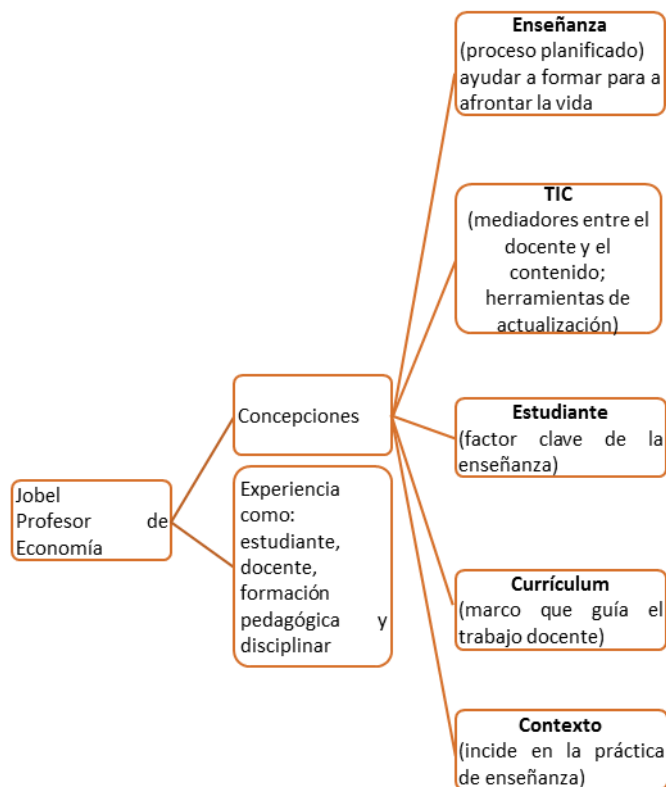 Enseñanza
(proceso planificado)
ayudar a formar para a
afrontar la vida
TIC
(mediadores entre el
docente y el
contenido;
herramientas de
actualización)
Concepciones
Estudiante
(factor clave de la
enseñanza)
Jobel
Profesor de
Economía
Experiencia
como:
estudiante,
docente,
formación
pedagógica y
disciplinar
Currículum
(marco que guía el
trabajo docente)
Contexto
(incide en la práctica
de enseñanza)